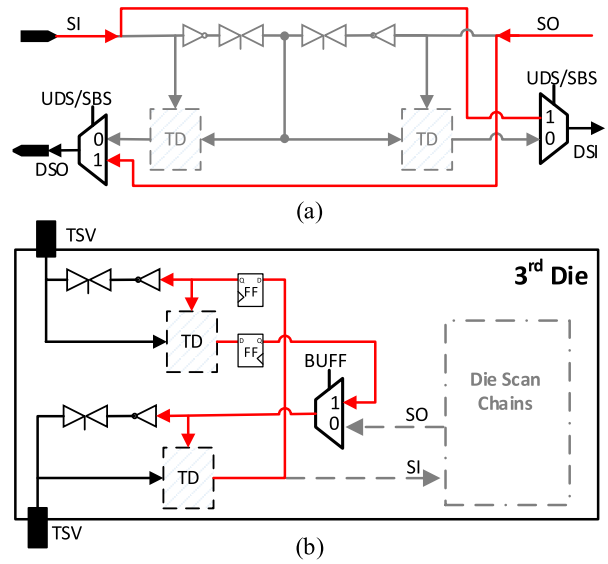 SI
SO
UDS/SBS
UDS/SBS
0
1
TD
TD
1
0
DSO
DSI
(a)
TSV
3rd Die
Q D
FF
TD
D Q
FF
BUFF
1
0
Die Scan
Chains
SO
TD
SI
TSV
(b)